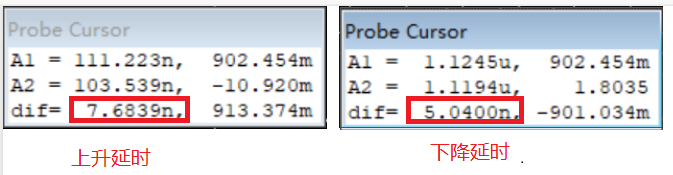 Probe Cursor
A1 = 111.223n, 902.454m
A2 = 103.539n, -10.920m
dif= 7.6839n, 913.374m
上升延时
Probe Cursor
A1 = 1.1245u, 902.454m
A2 = 1.1194u, 1.8035
dif= 5.0400n, -901.034m
下降延时 .